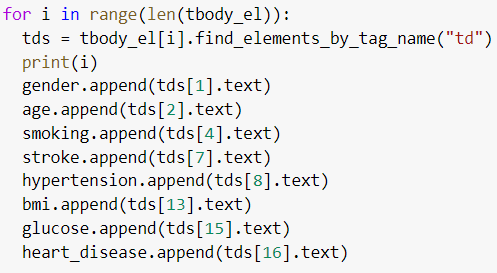 for i in range(len(tbody_el)):
  tds = tbody_el[i].find_elements_by_tag_name("td")
  print(i)
  gender.append(tds[1].text)
  age.append(tds[2].text)
  smoking.append(tds[4].text)
  stroke.append(tds[7].text)
  hypertension.append(tds[8].text)
  bmi.append(tds[13].text)
  glucose.append(tds[15].text)
  heart_disease.append(tds[16].text)